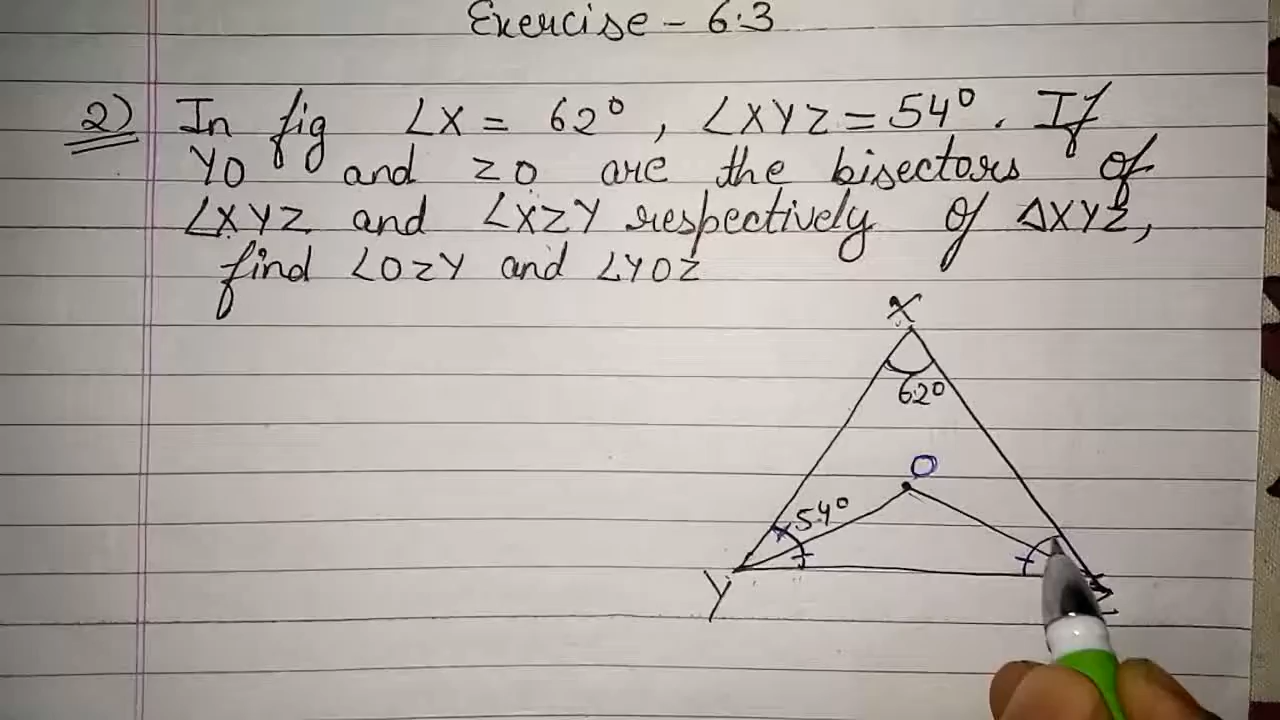 Exercise - 6.3
2) In fig ∠X = 62°, ∠XYZ = 54°. If
YO and ZO are the bisectors of
∠XYZ and ∠XZY respectively of ΔXYZ,
find ∠OZY and ∠YOZ
X
62°
O
54°
Y